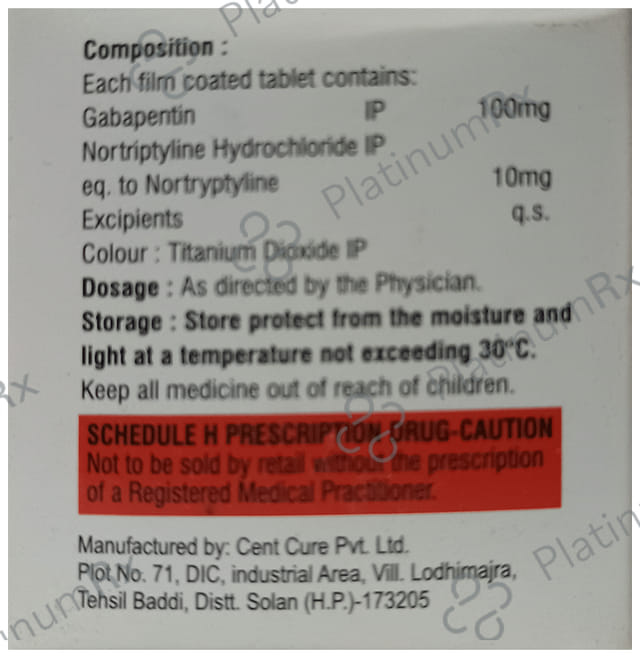 Composition :
Each film coated tablet contains:
Gabapentin IP 100mg
Nortriptyline Hydrochloride IP
eq. to Nortryptyline 10mg
Excipients q.s.
Colour : Titanium Dioxide IP
Dosage : As directed by the Physician.
Storage : Store protect from the moisture and
light at a temperature not exceeding 30°C.
Keep all medicine out of reach of children.
SCHEDULE H PRESCRIPTION DRUG-CAUTION
Not to be sold by retail without the prescription
of a Registered Medical Practitioner.
Manufactured by: Cent Cure Pvt. Ltd.
Plot No. 71, DIC, industrial Area, Vill. Lodhimajra,
Tehsil Baddi, Distt. Solan (H.P.)-173205
PlatinumRx